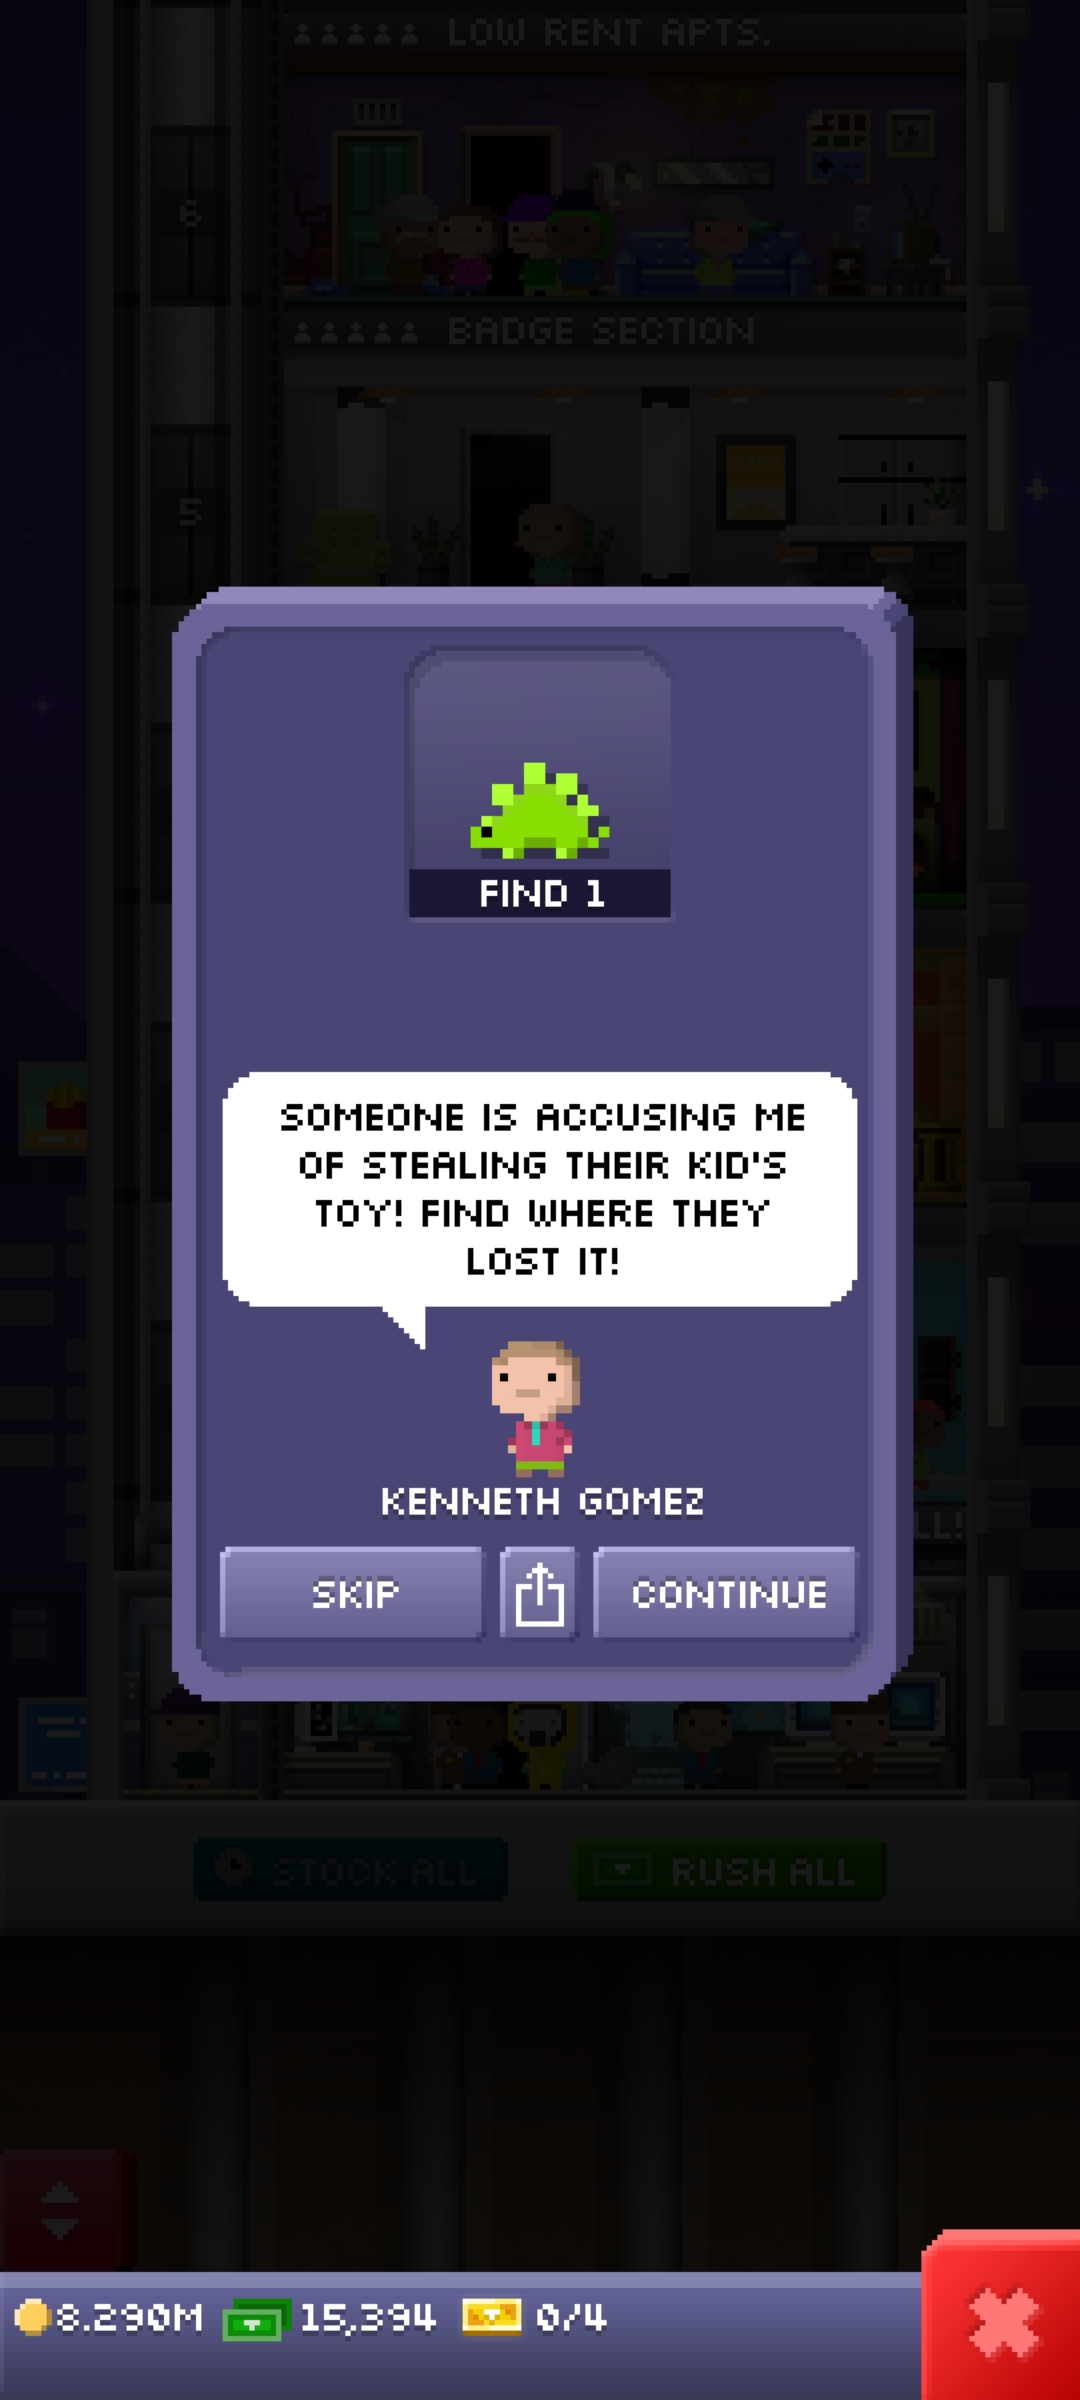 LOW RENT APTS.
6
BADGE SECTION
5
FIND 1
SOMEONE IS ACCUSING ME
OF STEALING THEIR KID'S
TOY! FIND WHERE THEY
LOST IT!
KENNETH GOMEZ
LL!
SKIP
CONTINUE
STOCK ALL
RUSH ALL
8.290M
15,394
0/4